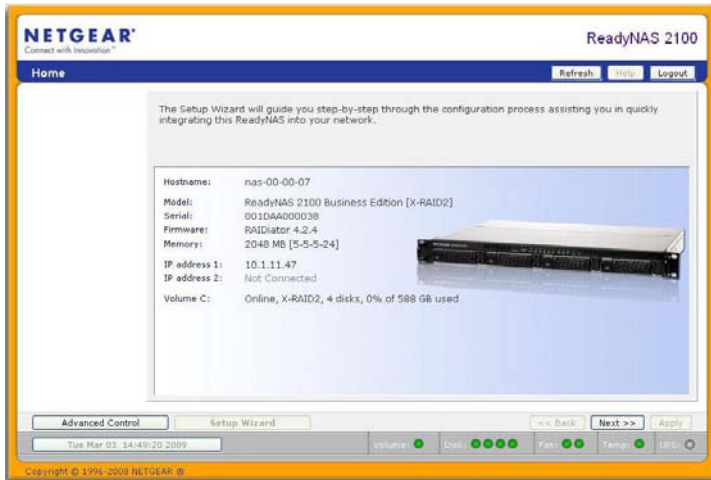 NETGEAR®
Connect with Innovation™
ReadyNAS 2100
Home
Refresh
Help
Logout
The Setup Wizard will guide you step-by-step through the configuration process assisting you in quickly
integrating this ReadyNAS into your network.
Hostname: nas-00-00-07
Model: ReadyNAS 2100 Business Edition [X-RAID2]
Serial: 001DAA000038
Firmware: RAIDiator 4.2.4
Memory: 2048 MB [5-5-5-24]
IP address 1: 10.1.11.47
IP address 2: Not Connected
Volume C: Online, X-RAID2, 4 disks, 0% of 588 GB used
Advanced Control
Setup Wizard
<< Back
Next >>
Apply
Tue Mar 03 14:49:20 2009
Volume:
Disk:
Fan:
Temp:
UPS:
Copyright © 1996-2008 NETGEAR ®